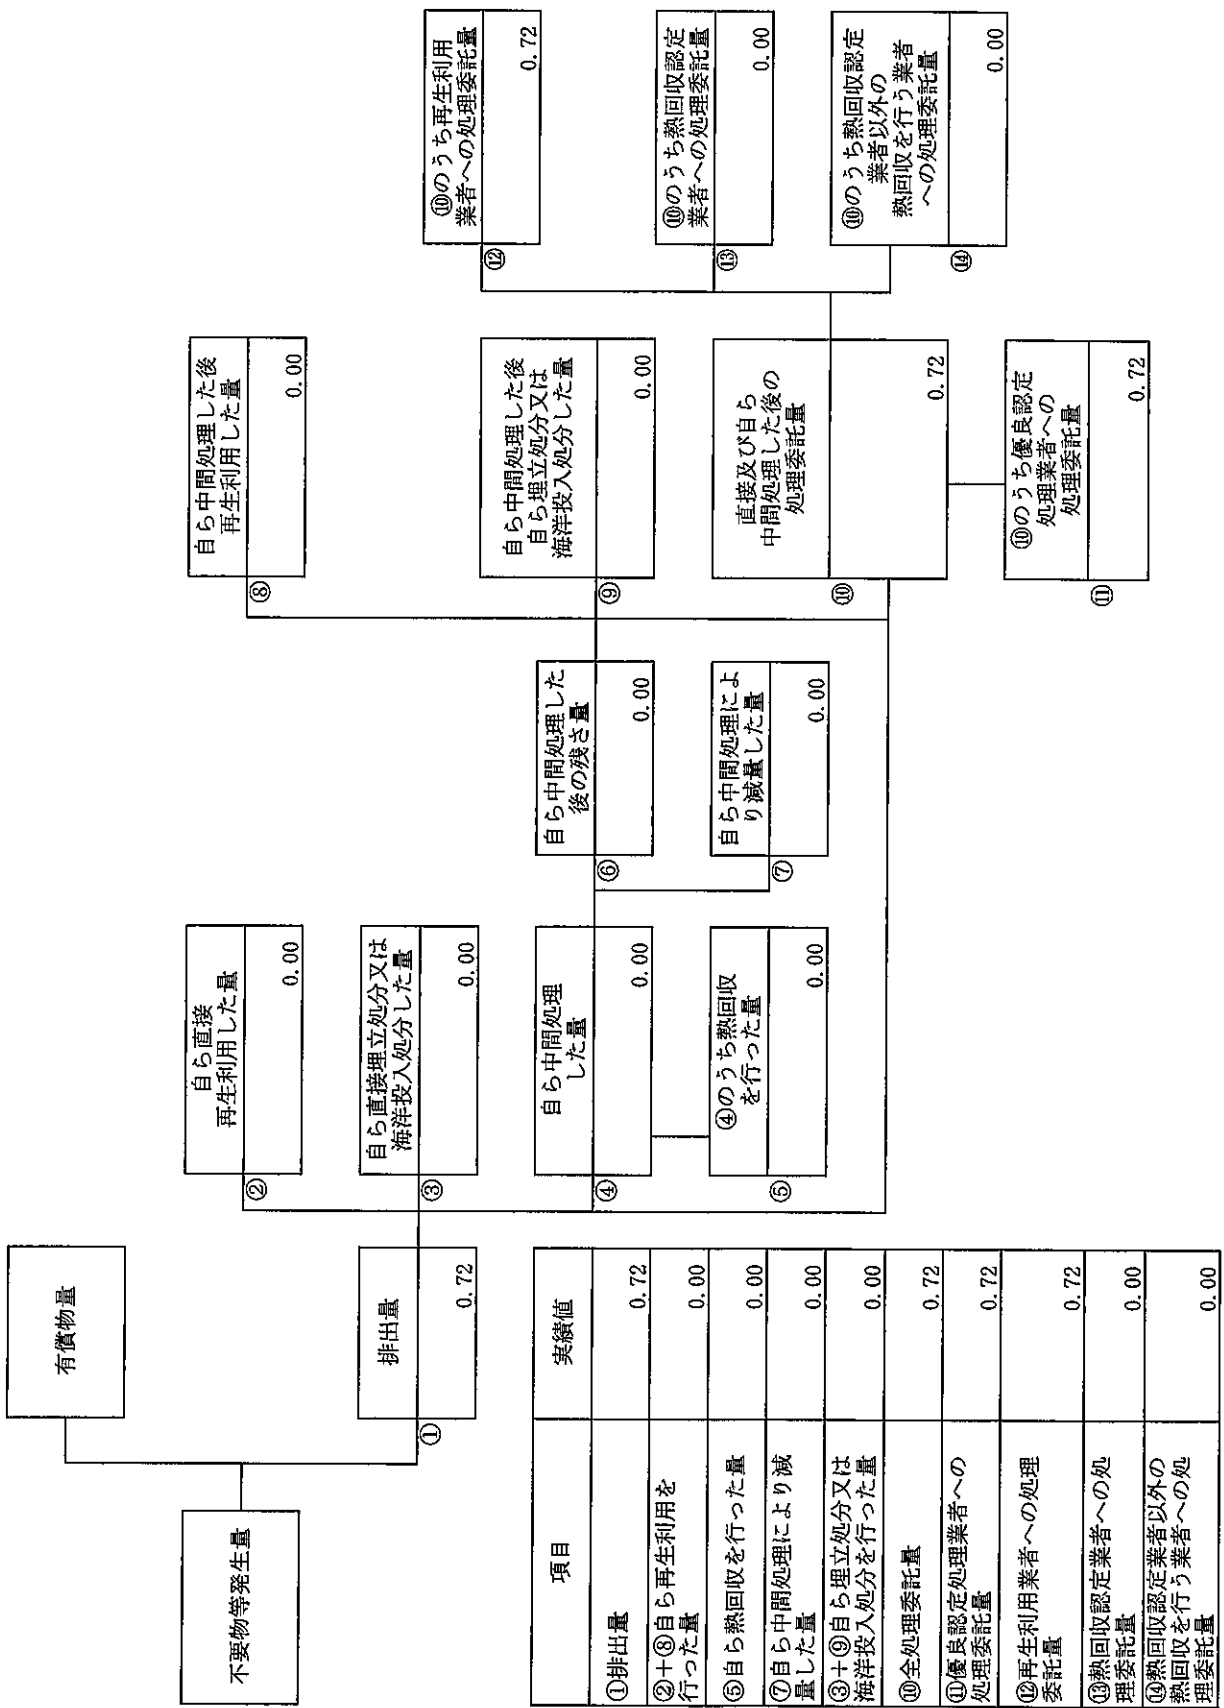 不要物等発生量
有償物量
①
排出量
0.72
②
自ら直接
再生利用した量
0.00
③
自ら直接埋立処分又は
海洋投入処分した量
0.00
④
自ら中間処理
した量
0.00
⑤
④のうち熱回収
を行った量
0.00
⑥
自ら中間処理した
後の残さ量
0.00
⑦
自ら中間処理によ
り減量した量
0.00
⑧
自ら中間処理した後
再生利用した量
0.00
⑨
自ら中間処理した後
自ら埋立処分又は
海洋投入処分した量
0.00
⑩
直接及び自ら
中間処理した後の
処理委託量
0.72
⑪
⑩のうち優良認定
処理業者への
処理委託量
0.72
⑫
⑩のうち再生利用
業者への処理委託量
0.72
⑬
⑩のうち熱回収認定
業者への処理委託量
0.00
⑭
⑩のうち熱回収認定
業者以外の
熱回収を行う業者
への処理委託量
0.00
項目 実績値
①排出量 0.72
②+⑧自ら再生利用を
行った量 0.00
⑤自ら熱回収を行った量 0.00
⑦自ら中間処理により減
量した量 0.00
③+⑨自ら埋立処分又は
海洋投入処分を行った量 0.00
⑩全処理委託量 0.72
⑪優良認定処理業者への
処理委託量 0.72
⑫再生利用業者への処理
委託量 0.72
⑬熱回収認定業者への処
理委託量 0.00
⑭熱回収認定業者以外の
熱回収を行う業者への処
理委託量 0.00